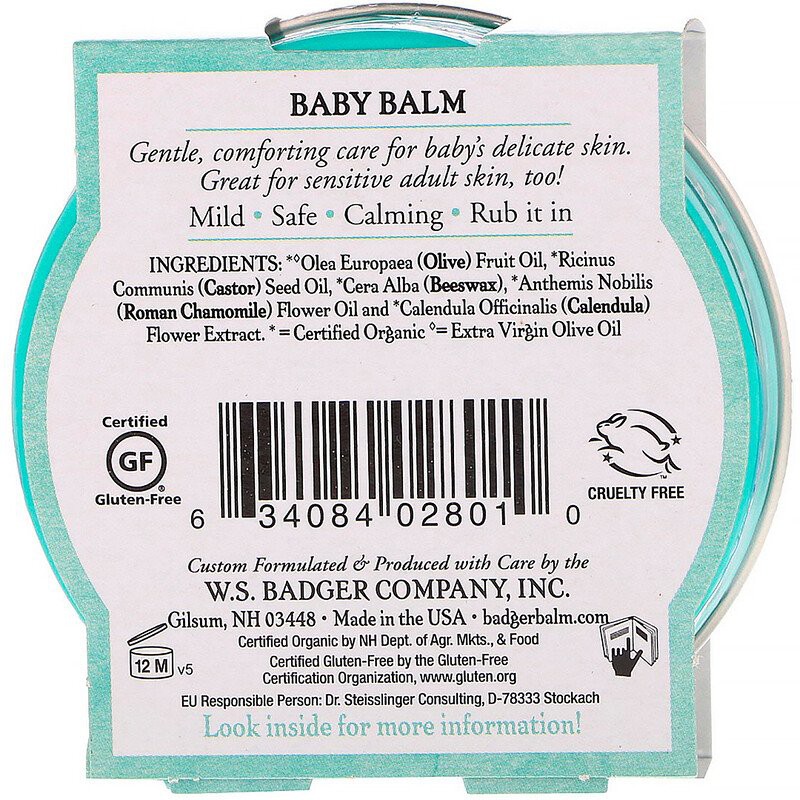 BABY BALM
Gentle, comforting care for baby's delicate skin.
Great for sensitive adult skin, too!
Mild • Safe • Calming • Rub it in
INGREDIENTS: *◊Olea Europaea (Olive) Fruit Oil, *Ricinus
Communis (Castor) Seed Oil, *Cera Alba (Beeswax), *Anthemis Nobilis
(Roman Chamomile) Flower Oil and *Calendula Officinalis (Calendula)
Flower Extract. * = Certified Organic ◊= Extra Virgin Olive Oil
Certified
GF
®
Gluten-Free
6 34084 02801 0
™
CRUELTY FREE
Custom Formulated & Produced with Care by the
W.S. BADGER COMPANY, INC.
Gilsum, NH 03448 • Made in the USA • badgerbalm.com
Certified Organic by NH Dept. of Agr. Mkts., & Food
Certified Gluten-Free by the Gluten-Free
Certification Organization, www.gluten.org
12 M v5
EU Responsible Person: Dr. Steisslinger Consulting, D-78333 Stockach
Look inside for more information!